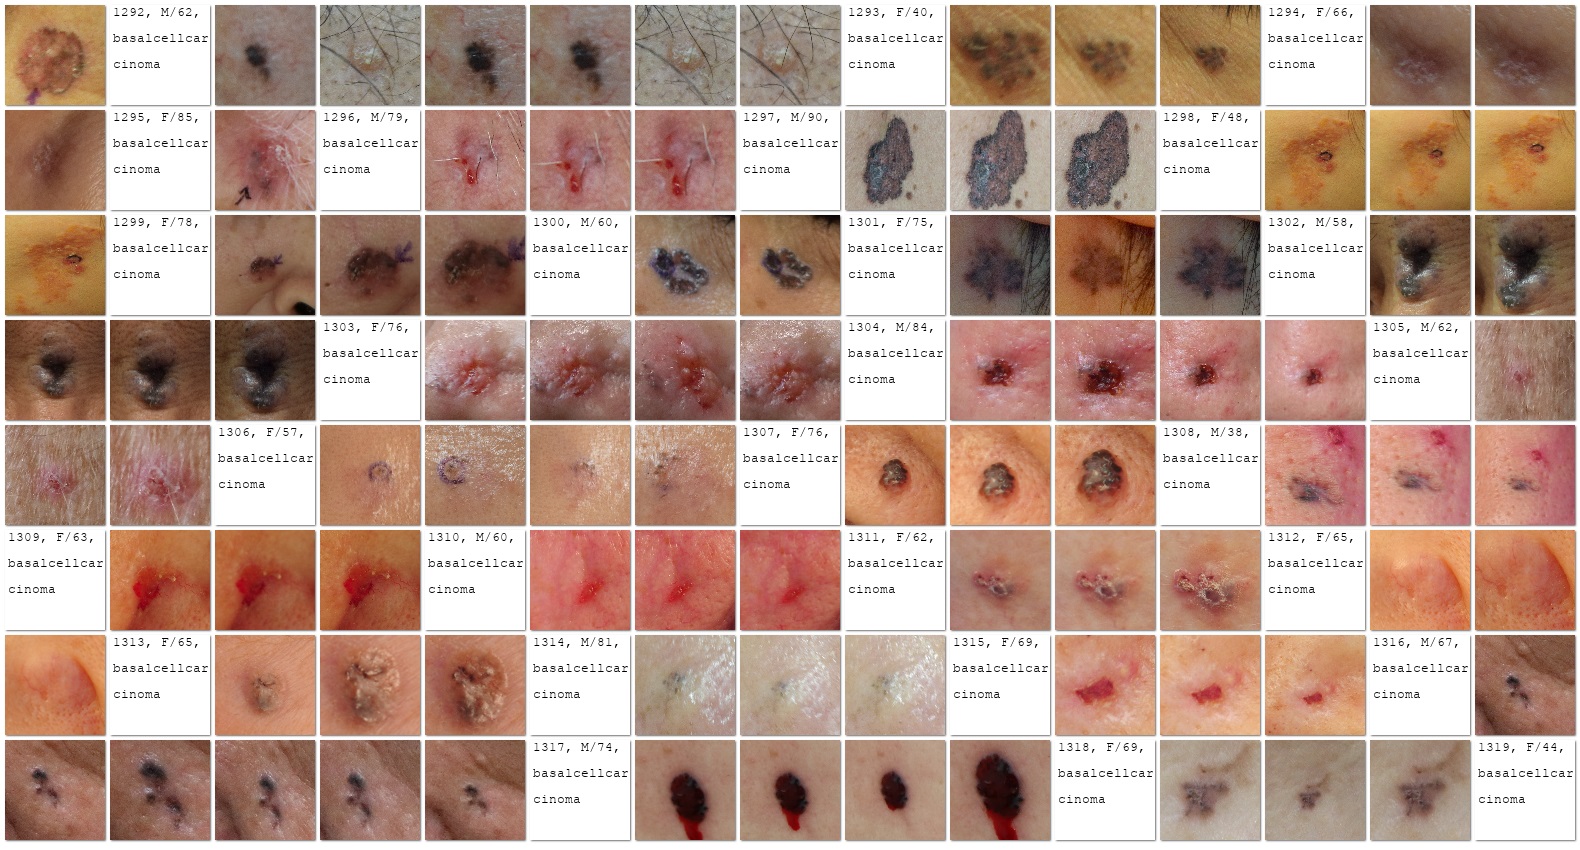 1292, M/62,
basalcellcar
cinoma
1293, F/40,
basalcellcar
cinoma
1294, F/66,
basalcellcar
cinoma
1295, F/85,
basalcellcar
cinoma
1296, M/79,
basalcellcar
cinoma
1297, M/90,
basalcellcar
cinoma
1298, F/48,
basalcellcar
cinoma
1299, F/78,
basalcellcar
cinoma
1300, M/60,
basalcellcar
cinoma
1301, F/75,
basalcellcar
cinoma
1302, M/58,
basalcellcar
cinoma
1303, F/76,
basalcellcar
cinoma
1304, M/84,
basalcellcar
cinoma
1305, M/62,
basalcellcar
cinoma
1306, F/57,
basalcellcar
cinoma
1307, F/76,
basalcellcar
cinoma
1308, M/38,
basalcellcar
cinoma
1309, F/63,
basalcellcar
cinoma
1310, M/60,
basalcellcar
cinoma
1311, F/62,
basalcellcar
cinoma
1312, F/65,
basalcellcar
cinoma
1313, F/65,
basalcellcar
cinoma
1314, M/81,
basalcellcar
cinoma
1315, F/69,
basalcellcar
cinoma
1316, M/67,
basalcellcar
cinoma
1317, M/74,
basalcellcar
cinoma
1318, F/69,
basalcellcar
cinoma
1319, F/44,
basalcellcar
cinoma